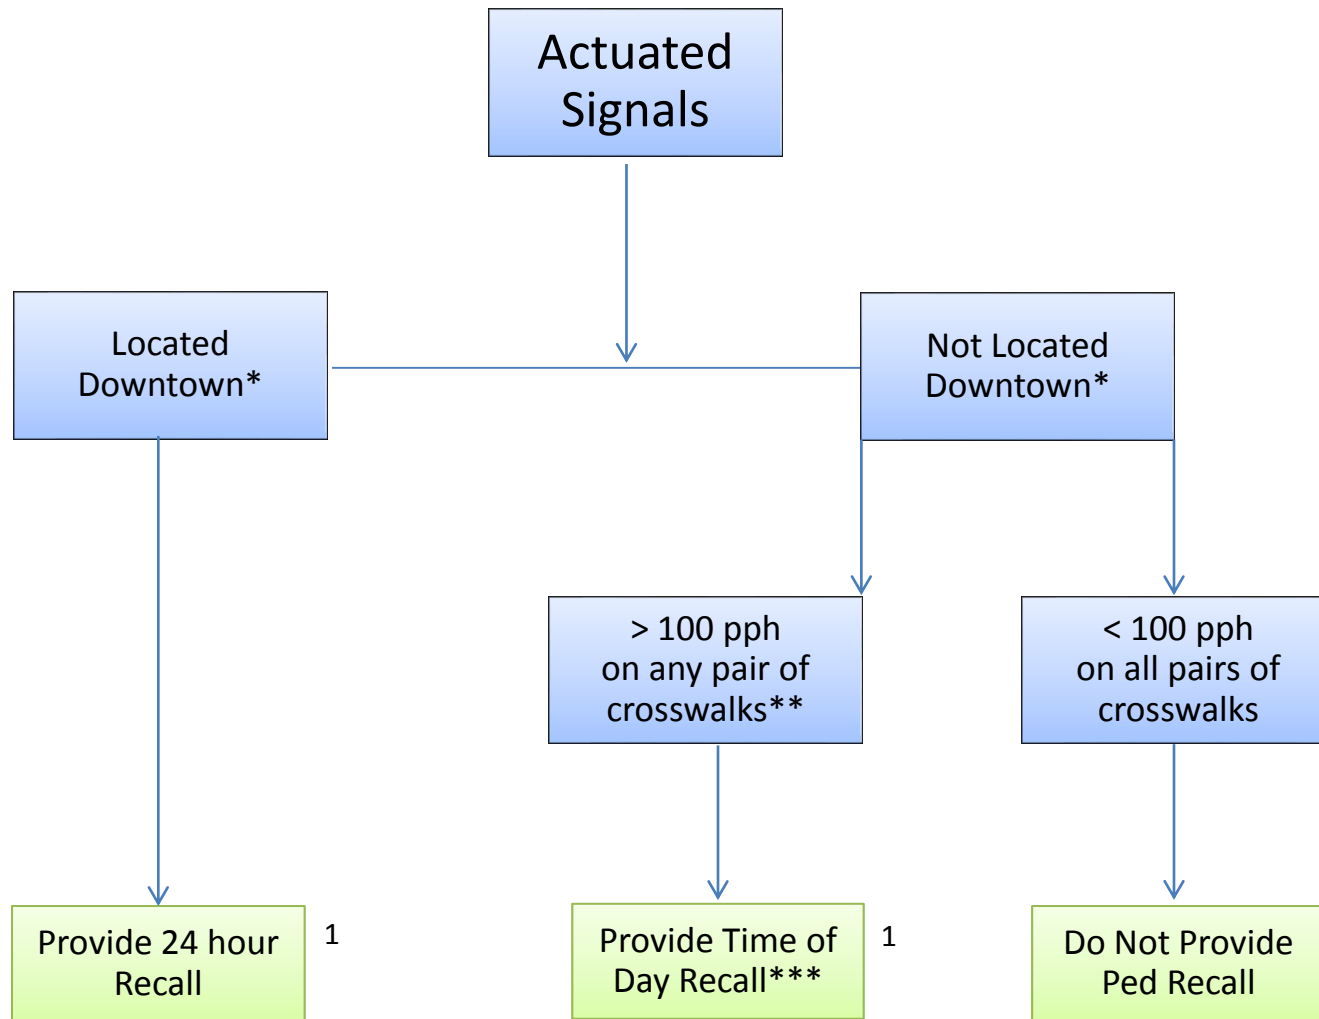 Actuated
Signals
Located
Downtown*
Not Located
Downtown*
> 100 pph
on any pair of
crosswalks**
< 100 pph
on all pairs of
crosswalks
Provide 24 hour
Recall
1
Provide Time of
Day Recall***
1
Do Not Provide
Ped Recall